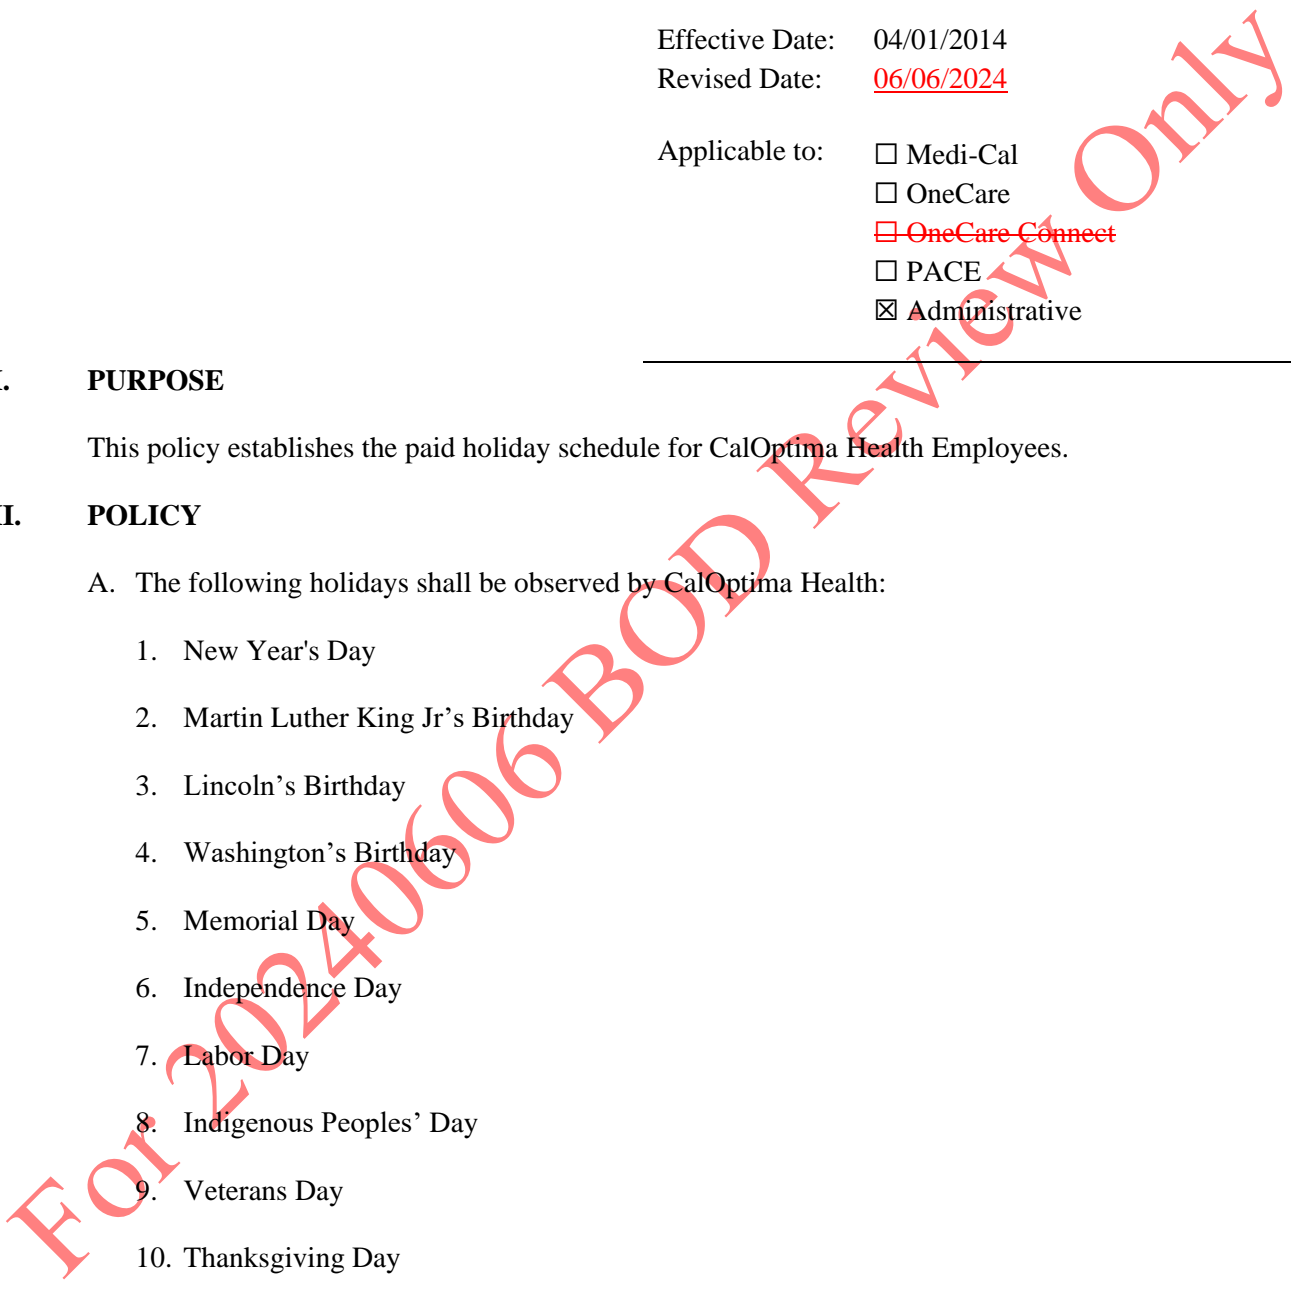 Effective Date: 04/01/2014
Revised Date: 06/06/2024
Applicable to: ☐ Medi-Cal
☐ OneCare
☐ OneCare Connect
☐ PACE
☒ Administrative
I. PURPOSE
This policy establishes the paid holiday schedule for CalOptima Health Employees.
II. POLICY
A. The following holidays shall be observed by CalOptima Health:
1. New Year's Day
2. Martin Luther King Jr’s Birthday
3. Lincoln’s Birthday
4. Washington’s Birthday
5. Memorial Day
6. Independence Day
7. Labor Day
8. Indigenous Peoples’ Day
9. Veterans Day
10. Thanksgiving Day
For 20240606 BOD Review Only